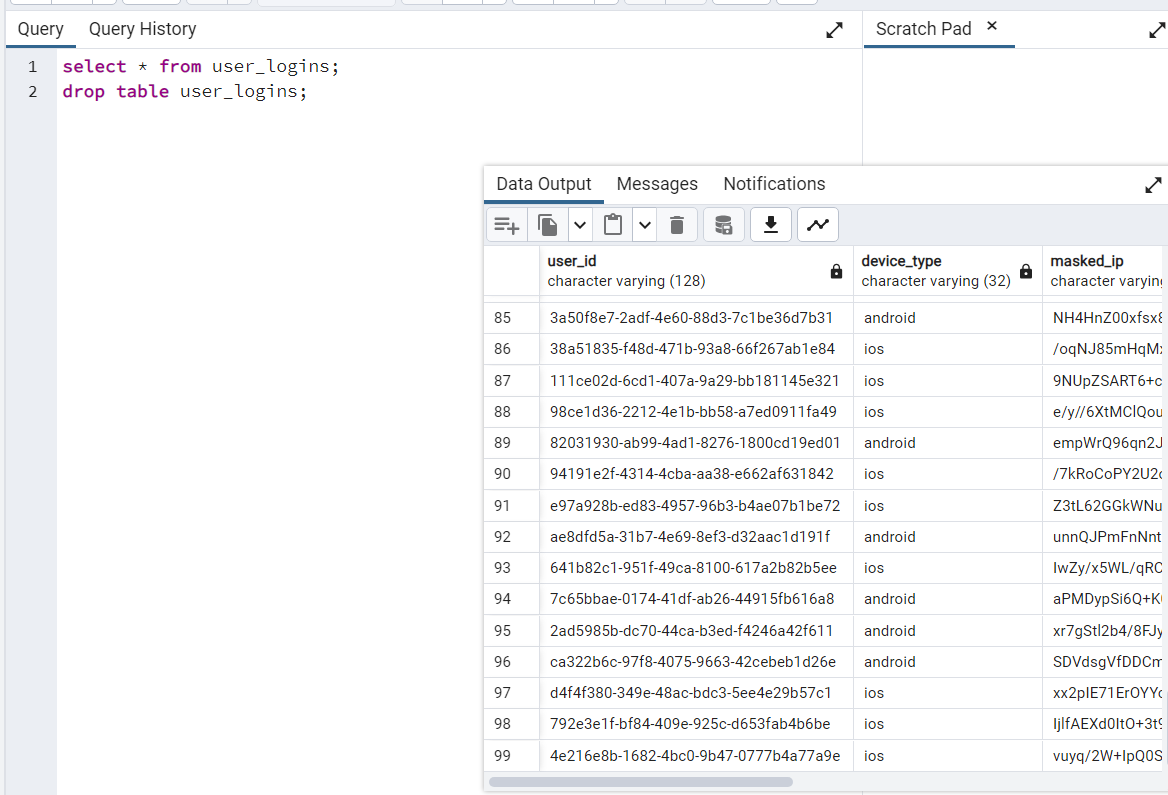 Query Query History Scratch Pad
1 select * from user_logins;
2 drop table user_logins;
Data Output Messages Notifications
user_id device_type masked_ip
character varying (128) character varying (32) character varying
85 3a50f8e7-2adf-4e60-88d3-7c1be36d7b31 android NH4HnZ00xfsx8
86 38a51835-f48d-471b-93a8-66f267ab1e84 ios /oqNJ85mHqM
87 111ce02d-6cd1-407a-9a29-bb181145e321 ios 9NUpZSART6+c
88 98ce1d36-2212-4e1b-bb58-a7ed0911fa49 ios e/y//6XtMClQou
89 82031930-ab99-4ad1-8276-1800cd19ed01 android empWrQ96qn2J
90 94191e2f-4314-4cba-aa38-e662af631842 ios /7kRoCoPY2U2
91 e97a928b-ed83-4957-96b3-b4ae07b1be72 ios Z3tL62GGkWNu
92 ae8dfd5a-31b7-4e69-8ef3-d32aac1d191f android unnQJPmFnNnt
93 641b82c1-951f-49ca-8100-617a2b82b5ee ios IwZy/x5WL/qRC
94 7c65bbae-0174-41df-ab26-44915fb616a8 android aPMDypSi6Q+K
95 2ad5985b-dc70-44ca-b3ed-f4246a42f611 android xr7gStl2b4/8FJy
96 ca322b6c-97f8-4075-9663-42cebeb1d26e android SDVdsgVfDDCm
97 d4f4f380-349e-48ac-bdc3-5ee4e29b57c1 ios xx2pIE71ErOYY
98 792e3e1f-bf84-409e-925c-d653fab4b6be ios IjlfAEXd0ItO+3t9
99 4e216e8b-1682-4bc0-9b47-0777b4a77a9e ios vuyq/2W+IpQ0S